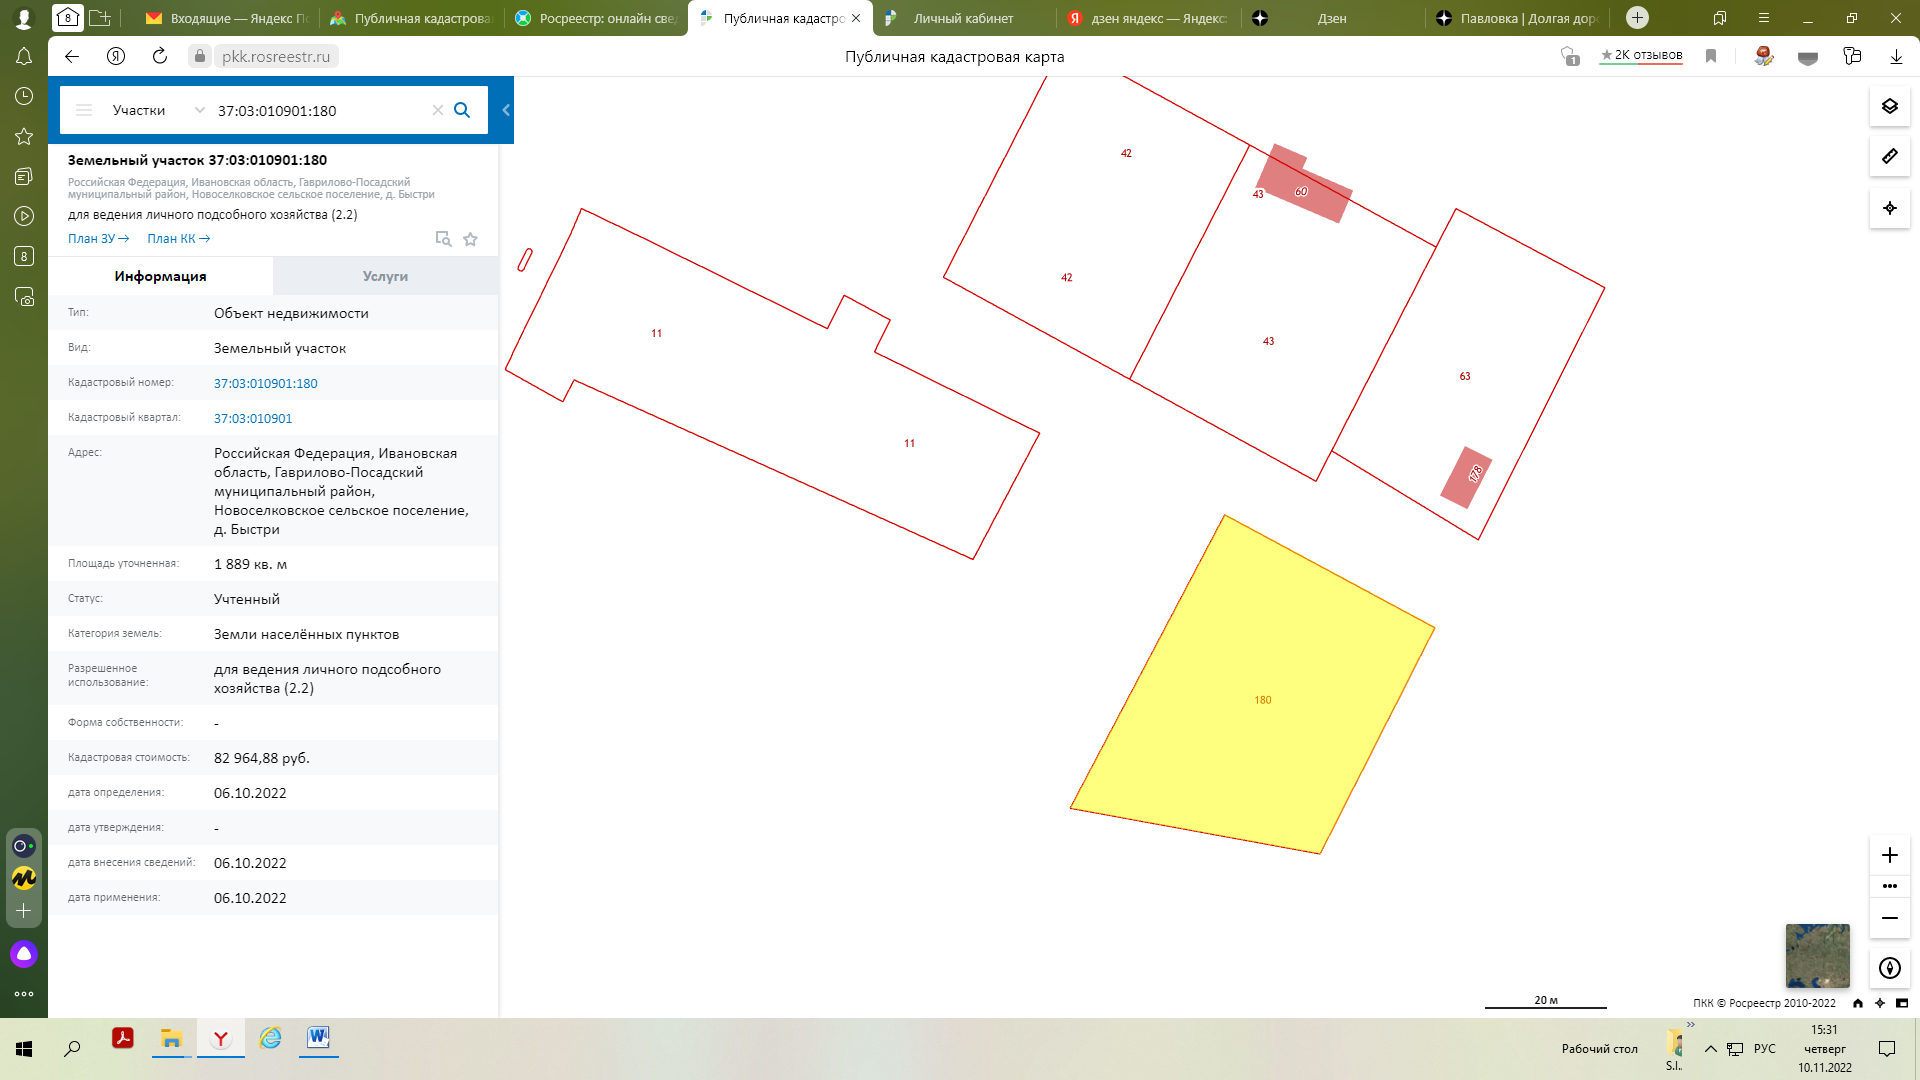 8
Входящие — Яндекс По
Публичная кадастрова
Росреестр: онлайн све
Публичная кадастро
Личный кабинет
дзен яндекс — Яндекс:
Дзен
Павловка | Долгая доро
pkk.rosreestr.ru
Публичная кадастровая карта
1
★ 2К отзывов
8
Участки
37:03:010901:180
Земельный участок 37:03:010901:180
Российская Федерация, Ивановская область, Гаврилово-Посадский
муниципальный район, Новоселковское сельское поселение, д. Быстри
для ведения личного подсобного хозяйства (2.2)
План ЗУ →
План КК →
Информация
Услуги
Тип:
Объект недвижимости
Вид:
Земельный участок
Кадастровый номер:
37:03:010901:180
Кадастровый квартал:
37:03:010901
Адрес:
Российская Федерация, Ивановская
область, Гаврилово-Посадский
муниципальный район,
Новоселковское сельское поселение,
д. Быстри
Площадь уточненная:
1 889 кв. м
Статус:
Учтенный
Категория земель:
Земли населённых пунктов
Разрешенное
использование:
для ведения личного подсобного
хозяйства (2.2)
Форма собственности:
-
Кадастровая стоимость:
82 964,88 руб.
дата определения:
06.10.2022
дата утверждения:
-
дата внесения сведений:
06.10.2022
дата применения:
06.10.2022
42
43
60
42
11
43
63
11
178
180
20 м
ПКК © Росреестр 2010-2022
Рабочий стол
S.I..
РУС
15:31
четверг
10.11.2022